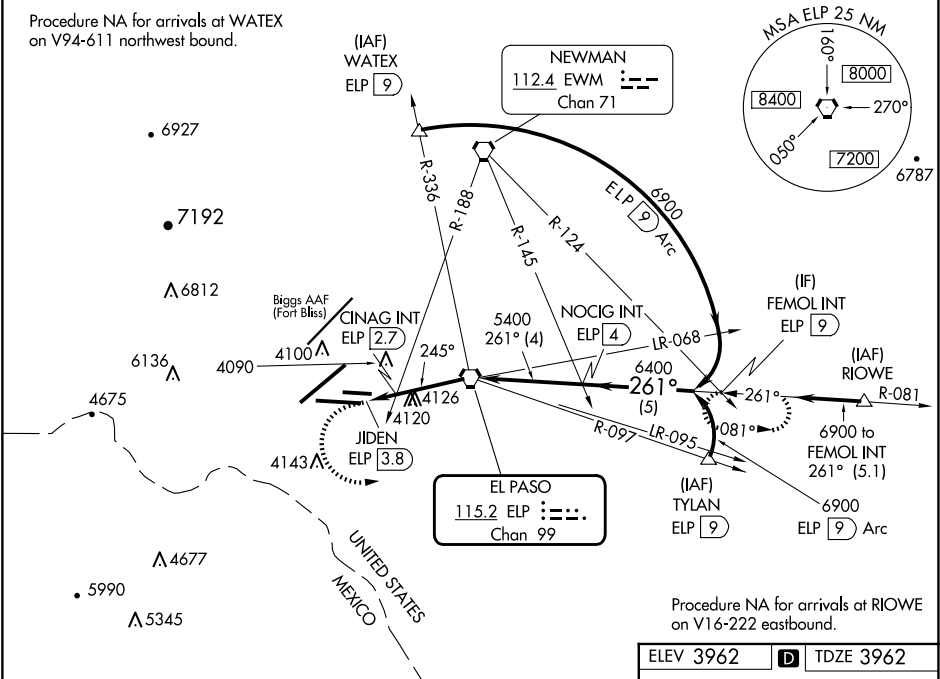 Procedure NA for arrivals at WATEX
on V94-611 northwest bound.
(IAF)
WATEX
ELP 9
NEWMAN
112.4 EWM
Chan 71
MSA ELP 25 NM
160°
8000
8400
270°
050°
7200
6787
6927
7192
6812
6136
4675
R-336
R-188
R-145
R-124
6900
ELP 9 Arc
Biggs AAF
(Fort Bliss)
CINAG INT
ELP 2.7
4100
4090
245°
5400
261° (4)
NOCIG INT
ELP 4
LR-068
(IF)
FEMOL INT
ELP 9
(IAF)
RIOWE
R-081
6400
261°
(5)
261°
081°
4126
4120
JIDEN
ELP 3.8
4143
R-097
LR-095
6900 to
FEMOL INT
261° (5.1)
(IAF)
TYLAN
ELP 9
6900
ELP 9 Arc
EL PASO
115.2 ELP
Chan 99
4677
5990
5345
UNITED STATES
MEXICO
Procedure NA for arrivals at RIOWE
on V16-222 eastbound.
ELEV 3962 D TDZE 3962